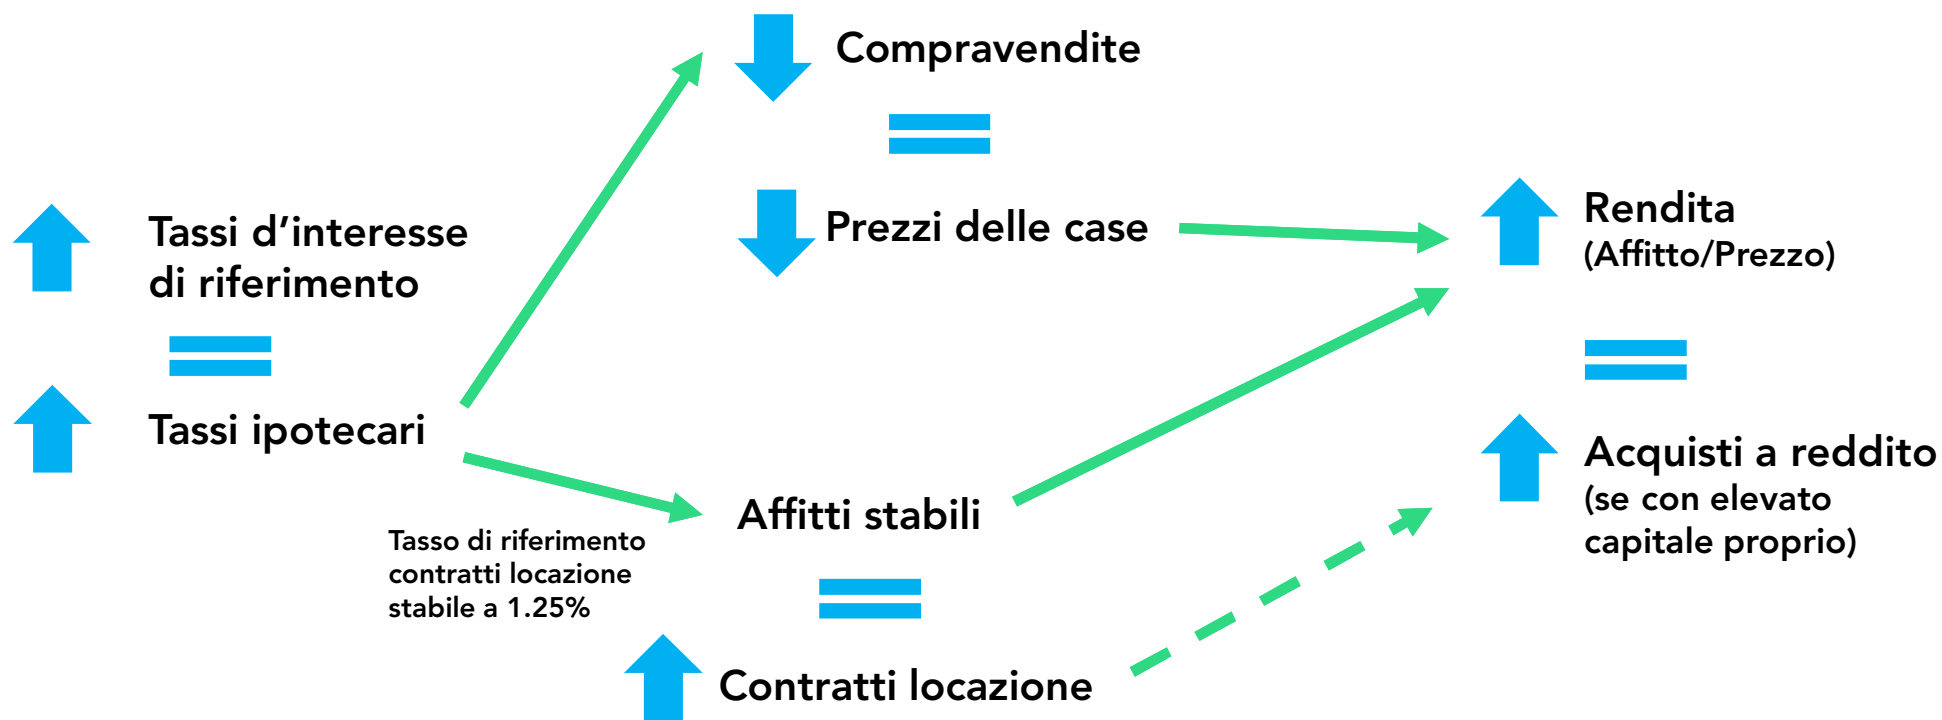 Compravendite
Tassi d’interesse
di riferimento
Prezzi delle case
Rendita
(Affitto/Prezzo)
Tassi ipotecari
Tasso di riferimento
contratti locazione
stabile a 1.25%
Affitti stabili
Acquisti a reddito
(se con elevato
capitale proprio)
Contratti locazione